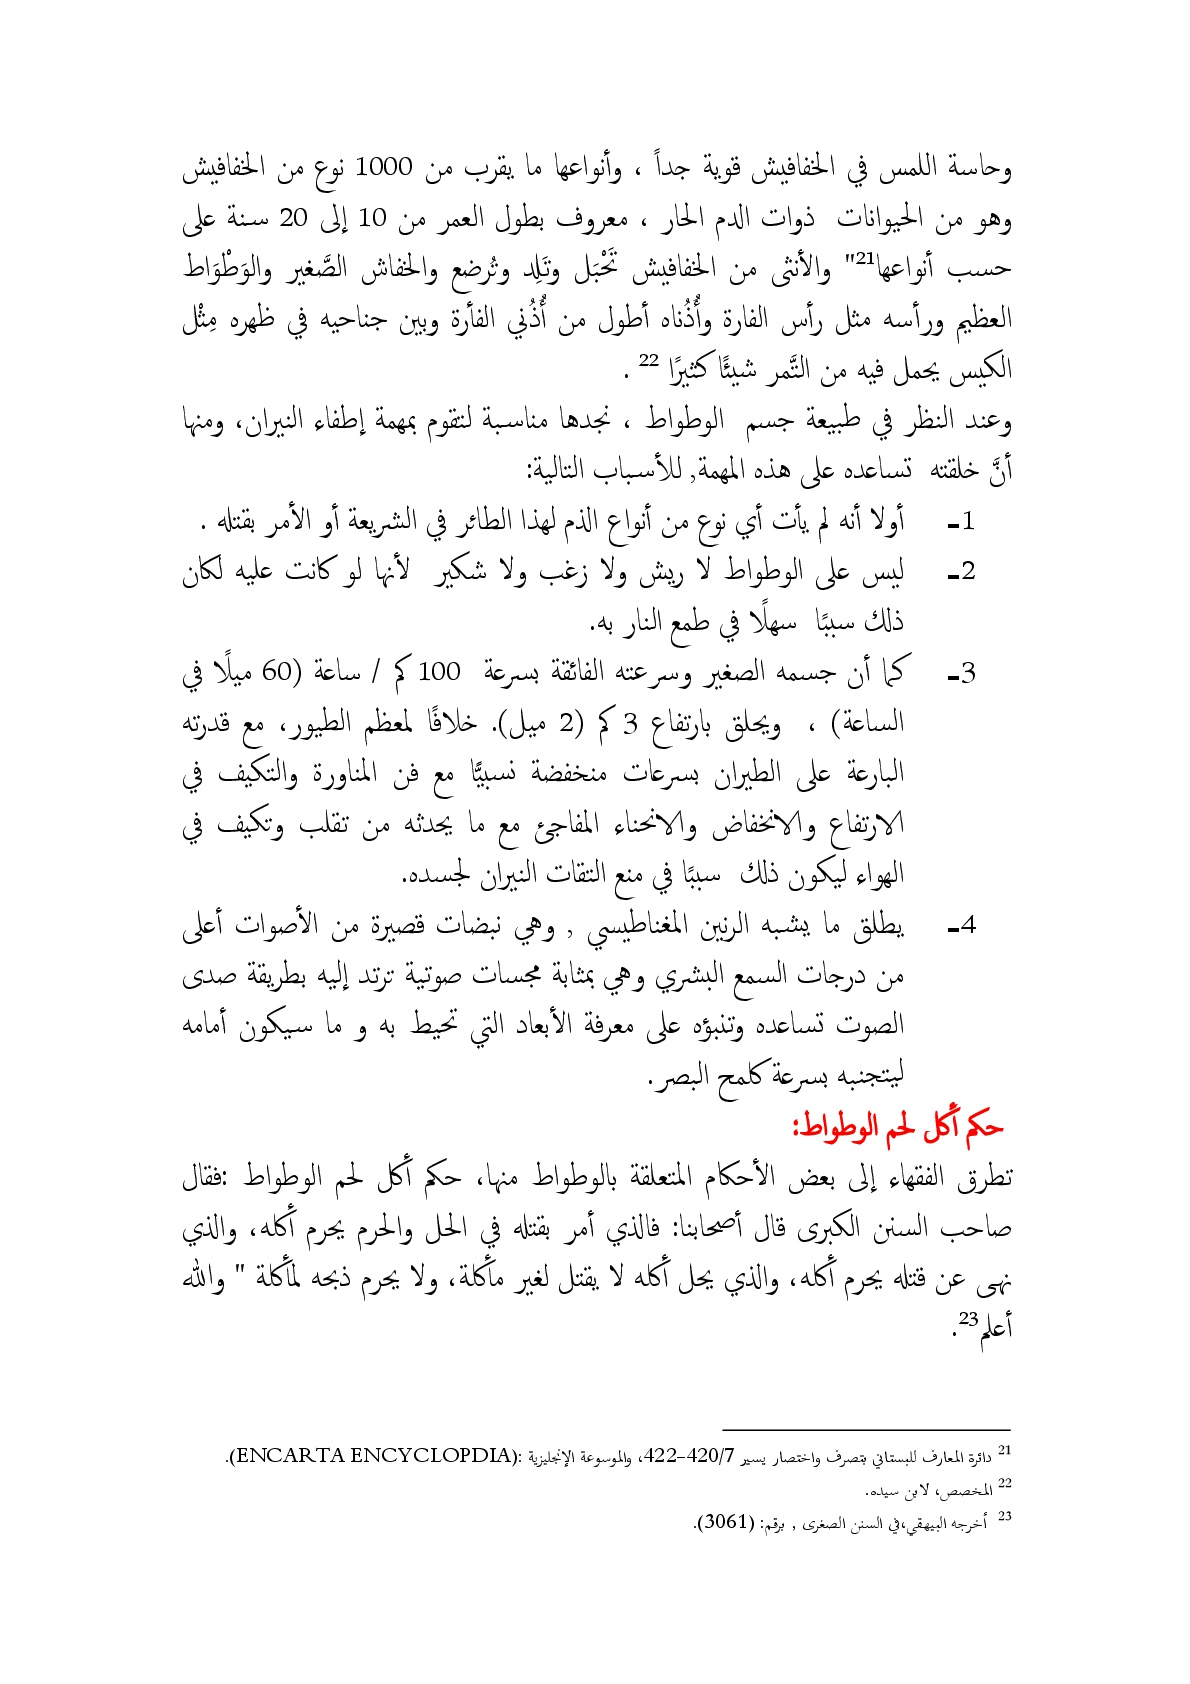 وحاسة اللمس في الخفافيش قوية جداً ، وأنواعها ما يقرب من 1000 نوع من الخفافيش
وهو من الحيوانات ذوات الدم الحار ، معروف بطول العمر من 10 إلى 20 سنة على
حسب أنواعها21" والأنثى من الخفافيش تَحْبَل وتَلِد وتُرضع والخفاش الصَّغير والوَطْوَاط
العظيم ورأسه مثل رأس الفارة وأُذُناه أطول من أُذُني الفأرة وبين جناحيه في ظهره مِثْل
الكيس يحمل فيه من التَّمر شيئًا كثيرًا 22 .
وعند النظر في طبيعة جسم الوطواط ، نجدها مناسبة لتقوم بمهمة إطفاء النيران، ومنها
أنَّ خلقته تساعده على هذه المهمة, للأسباب التالية:
1- أولا أنه لم يأت أي نوع من أنواع الذم لهذا الطائر في الشريعة أو الأمر بقتله .
2- ليس على الوطواط لا ريش ولا زغب ولا شكير لأنها لو كانت عليه لكان
ذلك سببًا سهلًا في طمع النار به.
3- كما أن جسمه الصغير وسرعته الفائقة بسرعة 100 كم / ساعة (60 ميلًا في
الساعة) ، ويحلق بارتفاع 3 كم (2 ميل). خلافًا لمعظم الطيور، مع قدرته
البارعة على الطيران بسرعات منخفضة نسبيًّا مع فن المناورة والتكيف في
الارتفاع والانخفاض والانحناء المفاجئ مع ما يحدثه من تقلب وتكيف في
الهواء ليكون ذلك سببًا في منع التقات النيران لجسده.
4- يطلق ما يشبه الرنين المغناطيسي , وهي نبضات قصيرة من الأصوات أعلى
من درجات السمع البشري وهي بمثابة مجسات صوتية ترتد إليه بطريقة صدى
الصوت تساعده وتنبؤه على معرفة الأبعاد التي تحيط به و ما سيكون أمامه
ليتجنبه بسرعة كلمح البصر.
حكم أكل لحم الوطواط:
تطرق الفقهاء إلى بعض الأحكام المتعلقة بالوطواط منها، حكم أكل لحم الوطواط :فقال
صاحب السنن الكبرى قال أصحابنا: فالذي أمر بقتله في الحل والحرم يحرم أكله، والذي
نهى عن قتله يحرم أكله، والذي يحل أكله لا يقتل لغير مأكلة، ولا يحرم ذبحه لمأكلة " والله
أعلم23.
21 دائرة المعارف للبستاني بتصرف واختصار يسير 420/7-422، والموسوعة الإنجليزية :(ENCARTA ENCYCLOPDIA).
22 المخصص، لابن سيده.
23 أخرجه البيهقي،في السنن الصغرى , برقم: (3061).